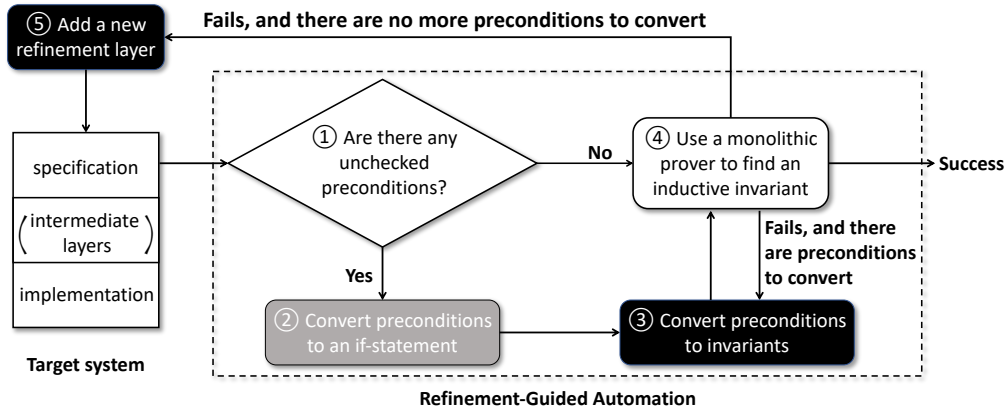 Fails, and there are no more preconditions to convert
⑤ Add a new
refinement layer
① Are there any
unchecked
preconditions?
④ Use a monolithic
prover to find an
inductive invariant
No
Success
specification
(intermediate
layers)
implementation
Target system
Yes
Fails, and there
are preconditions
to convert
② Convert preconditions
to an if-statement
③ Convert preconditions
to invariants
Refinement-Guided Automation